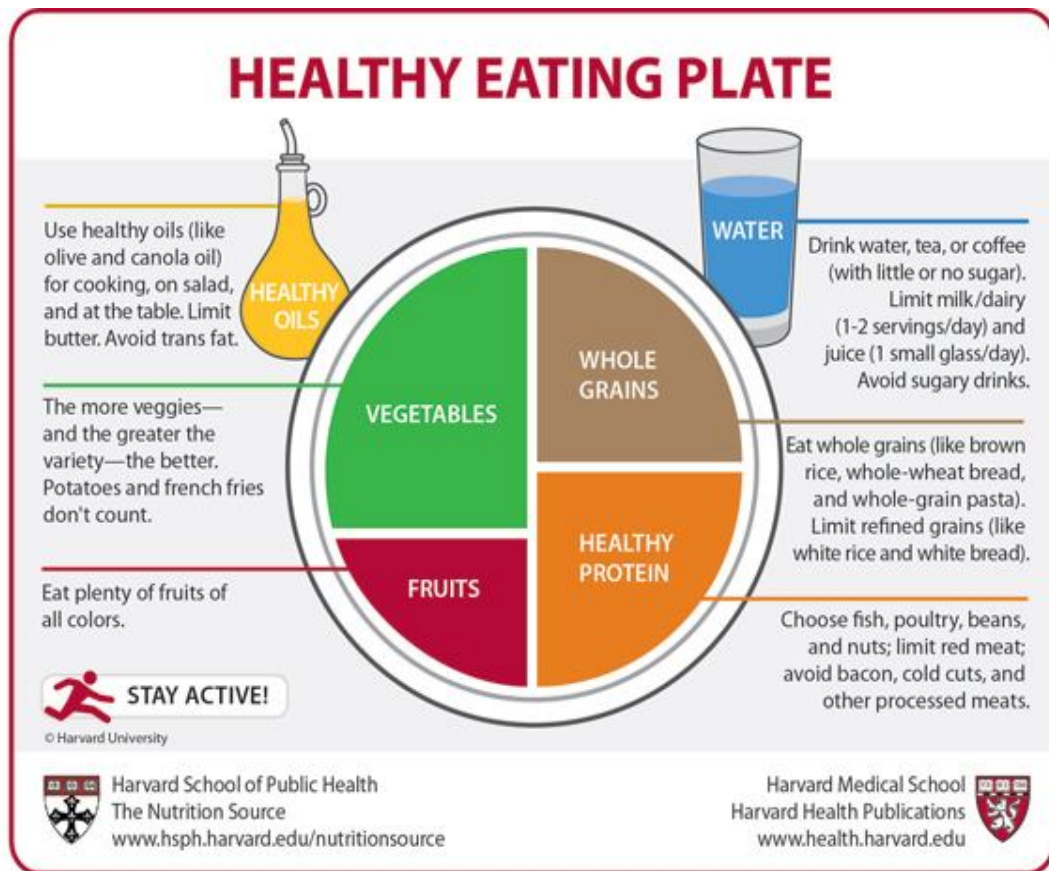 HEALTHY EATING PLATE
Use healthy oils (like
olive and canola oil)
for cooking, on salad,
and at the table. Limit
butter. Avoid trans fat.
HEALTHY
OILS
The more veggies—
and the greater the
variety—the better.
Potatoes and french fries
don't count.
Eat plenty of fruits of
all colors.
VEGETABLES
FRUITS
WHOLE
GRAINS
HEALTHY
PROTEIN
WATER
Drink water, tea, or coffee
(with little or no sugar).
Limit milk/dairy
(1-2 servings/day) and
juice (1 small glass/day).
Avoid sugary drinks.
Eat whole grains (like brown
rice, whole-wheat bread,
and whole-grain pasta).
Limit refined grains (like
white rice and white bread).
Choose fish, poultry, beans,
and nuts; limit red meat;
avoid bacon, cold cuts, and
other processed meats.
STAY ACTIVE!
© Harvard University
Harvard School of Public Health
The Nutrition Source
www.hsph.harvard.edu/nutritionsource
Harvard Medical School
Harvard Health Publications
www.health.harvard.edu